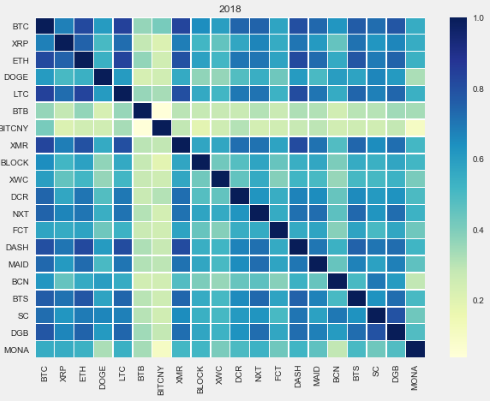 2018
BTC
XRP
ETH
DOGE
LTC
BTB
BITCNY
XMR
BLOCK
XWC
DCR
NXT
FCT
DASH
MAID
BCN
BTS
SC
DGB
MONA
1.0
0.8
0.6
0.4
0.2
BTC XRP ETH DOGE LTC BTB BITCNY XMR BLOCK XWC DCR NXT FCT DASH MAID BCN BTS SC DGB MONA